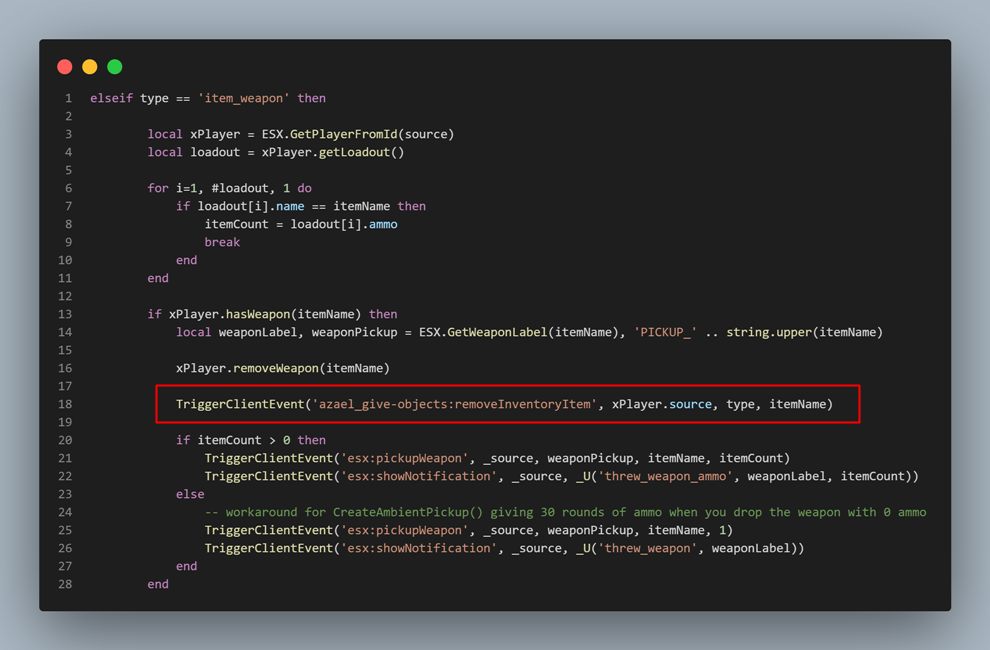 1 elseif type == 'item_weapon' then
2
3 local xPlayer = ESX.GetPlayerFromId(source)
4 local loadout = xPlayer.getLoadout()
5
6 for i=1, #loadout, 1 do
7 if loadout[i].name == itemName then
8 itemCount = loadout[i].ammo
9 break
10 end
11 end
12
13 if xPlayer.hasWeapon(itemName) then
14 local weaponLabel, weaponPickup = ESX.GetWeaponLabel(itemName), 'PICKUP_' .. string.upper(itemName)
15
16 xPlayer.removeWeapon(itemName)
17
18 TriggerClientEvent('azael_give-objects:removeInventoryItem', xPlayer.source, type, itemName)
19
20 if itemCount > 0 then
21 TriggerClientEvent('esx:pickupWeapon', _source, weaponPickup, itemName, itemCount)
22 TriggerClientEvent('esx:showNotification', _source, _U('threw_weapon_ammo', weaponLabel, itemCount))
23 else
24 -- workaround for CreateAmbientPickup() giving 30 rounds of ammo when you drop the weapon with 0 ammo
25 TriggerClientEvent('esx:pickupWeapon', _source, weaponPickup, itemName, 1)
26 TriggerClientEvent('esx:showNotification', _source, _U('threw_weapon', weaponLabel))
27 end
28 end